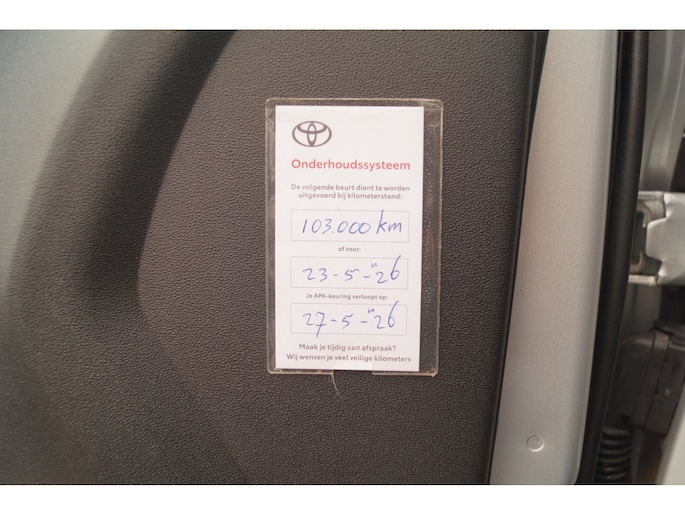 Onderhoudssysteem
De volgende beurt dient te worden
uitgevoerd bij kilometerstand:
103.000 km
of voor:
23-5-"26
Je APK-keuring verloopt op:
27-5-"26
Maak je tijdig een afspraak?
Wij wensen je veel veilige kilometers